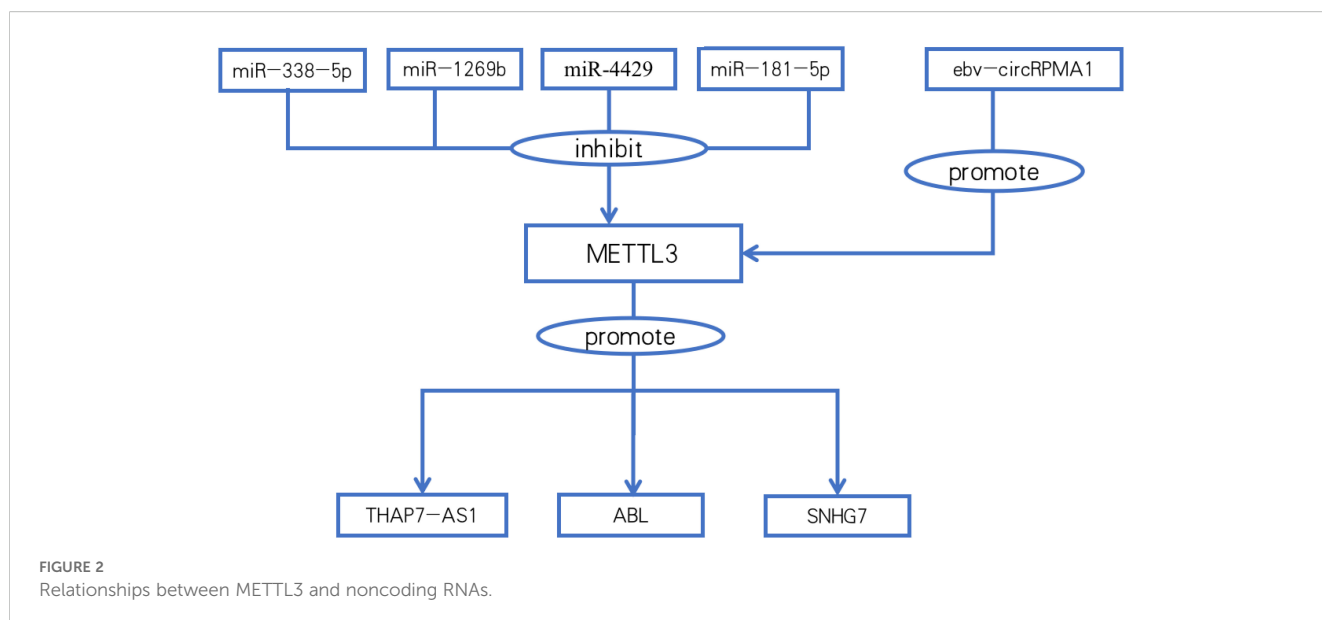 miR-338-5p
miR-1269b
miR-4429
miR-181-5p
ebv-circRPMA1
inhibit
promote
METTL3
promote
THAP7-AS1
ABL
SNHG7
FIGURE 2
Relationships between METTL3 and noncoding RNAs.